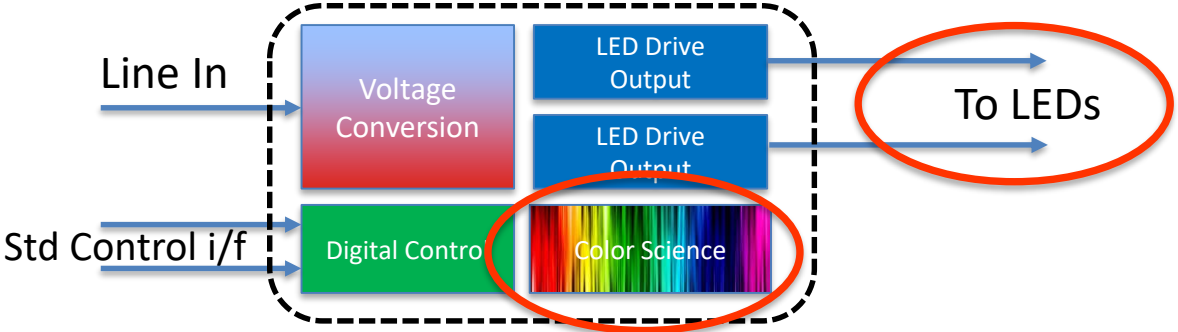 Line In
Voltage
Conversion
LED Drive
Output
LED Drive
Output
To LEDs
Std Control i/f
Digital Control
Color Science